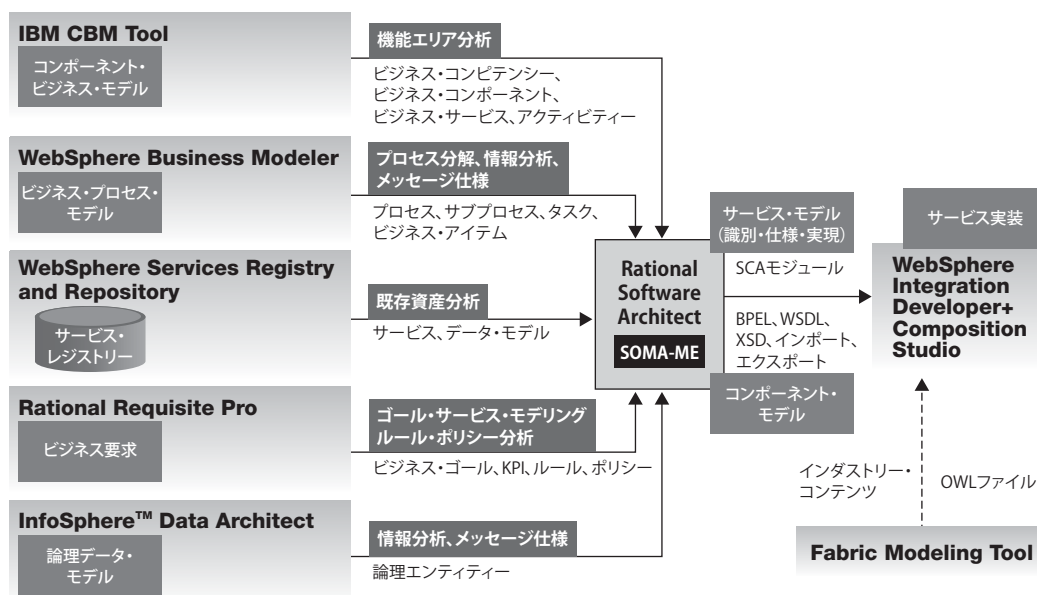 IBM CBM Tool
コンポーネント・
ビジネス・モデル
機能エリア分析
ビジネス・コンピテンシー、
ビジネス・コンポーネント、
ビジネス・サービス、アクティビティー
WebSphere Business Modeler
ビジネス・プロセス・
モデル
プロセス分解、情報分析、
メッセージ仕様
プロセス、サブプロセス、タスク、
ビジネス・アイテム
WebSphere Services Registry
and Repository
サービス・
レジストリー
既存資産分析
サービス、データ・モデル
Rational Requisite Pro
ビジネス要求
ゴール・サービス・モデリング
ルール・ポリシー分析
ビジネス・ゴール、KPI、ルール、ポリシー
InfoSphere™ Data Architect
論理データ・
モデル
情報分析、メッセージ仕様
論理エンティティー
Rational
Software
Architect
SOMA-ME
サービス・モデル
(識別・仕様・実現)
SCAモジュール
BPEL、WSDL、
XSD、インポート、
エクスポート
コンポーネント・
モデル
サービス実装
WebSphere
Integration
Developer+
Composition
Studio
インダストリー・
コンテンツ
OWLファイル
Fabric Modeling Tool